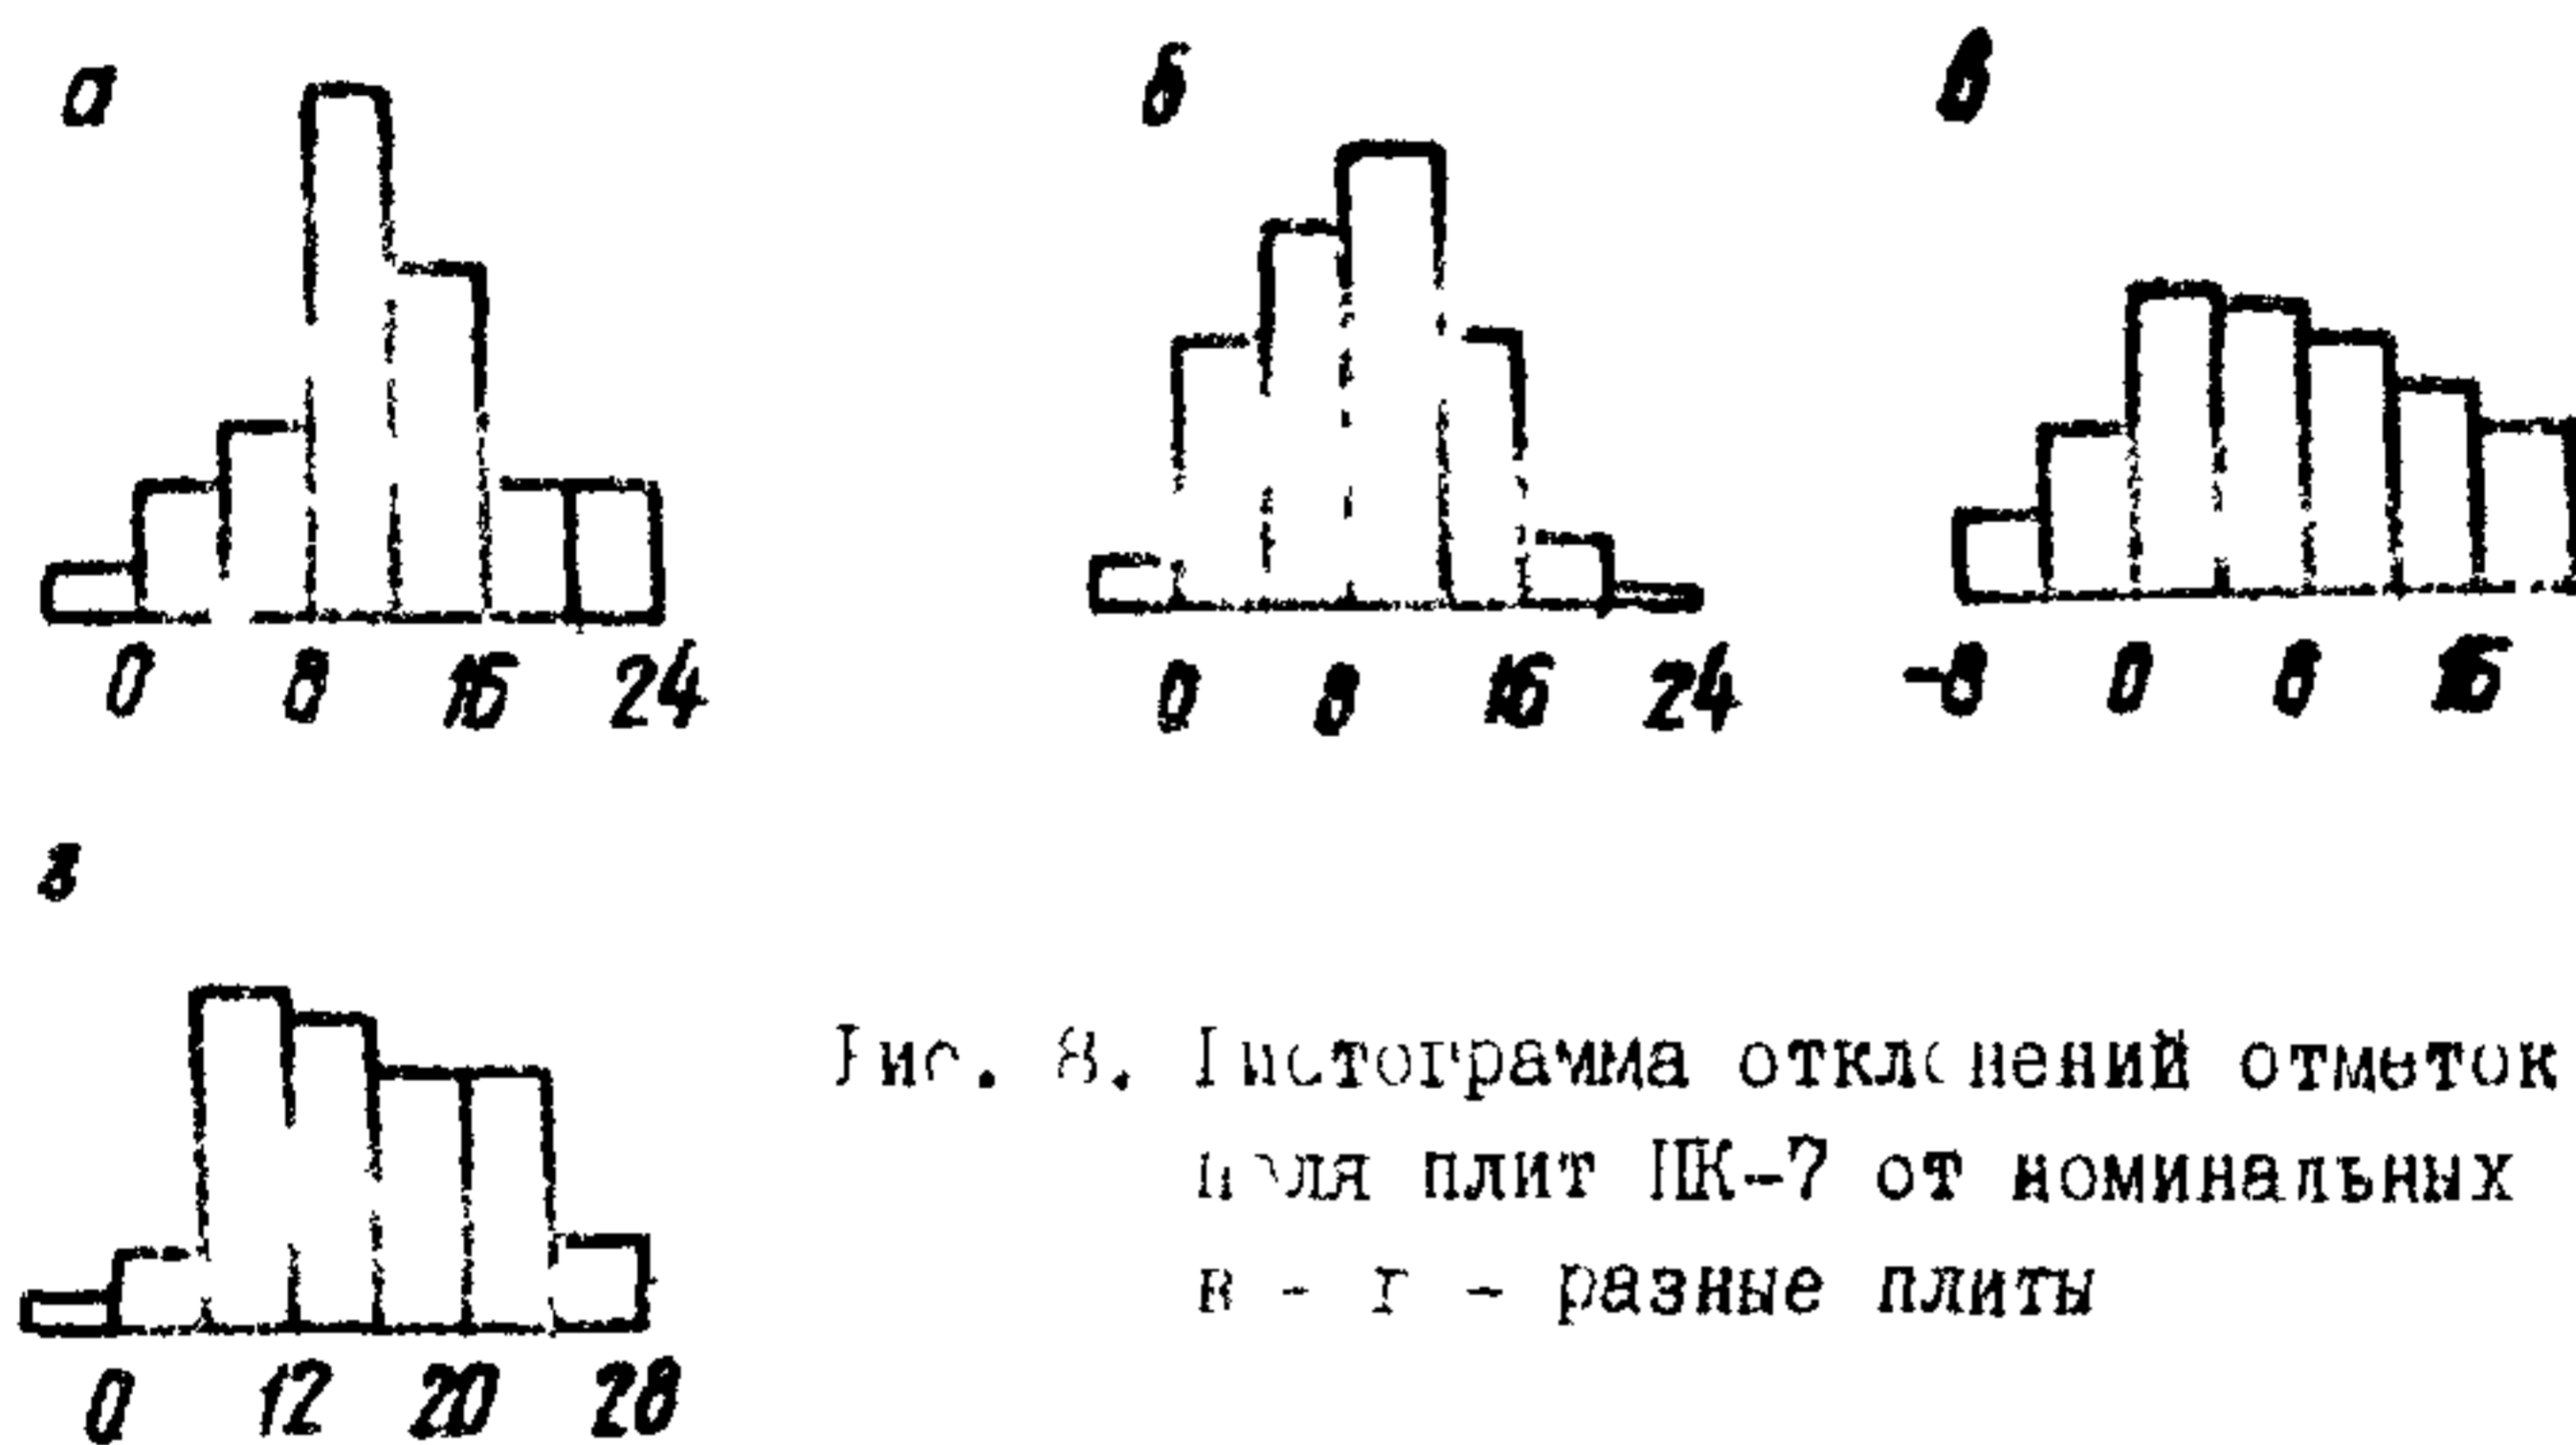 а
б
в
0 8 16 24
0 8 16 24
-8 0 8 16
г
Рис. 8. Гистограмма отклонений отметок
поля плит ПК-7 от номинальных
а - г - разные плиты
0 12 20 28